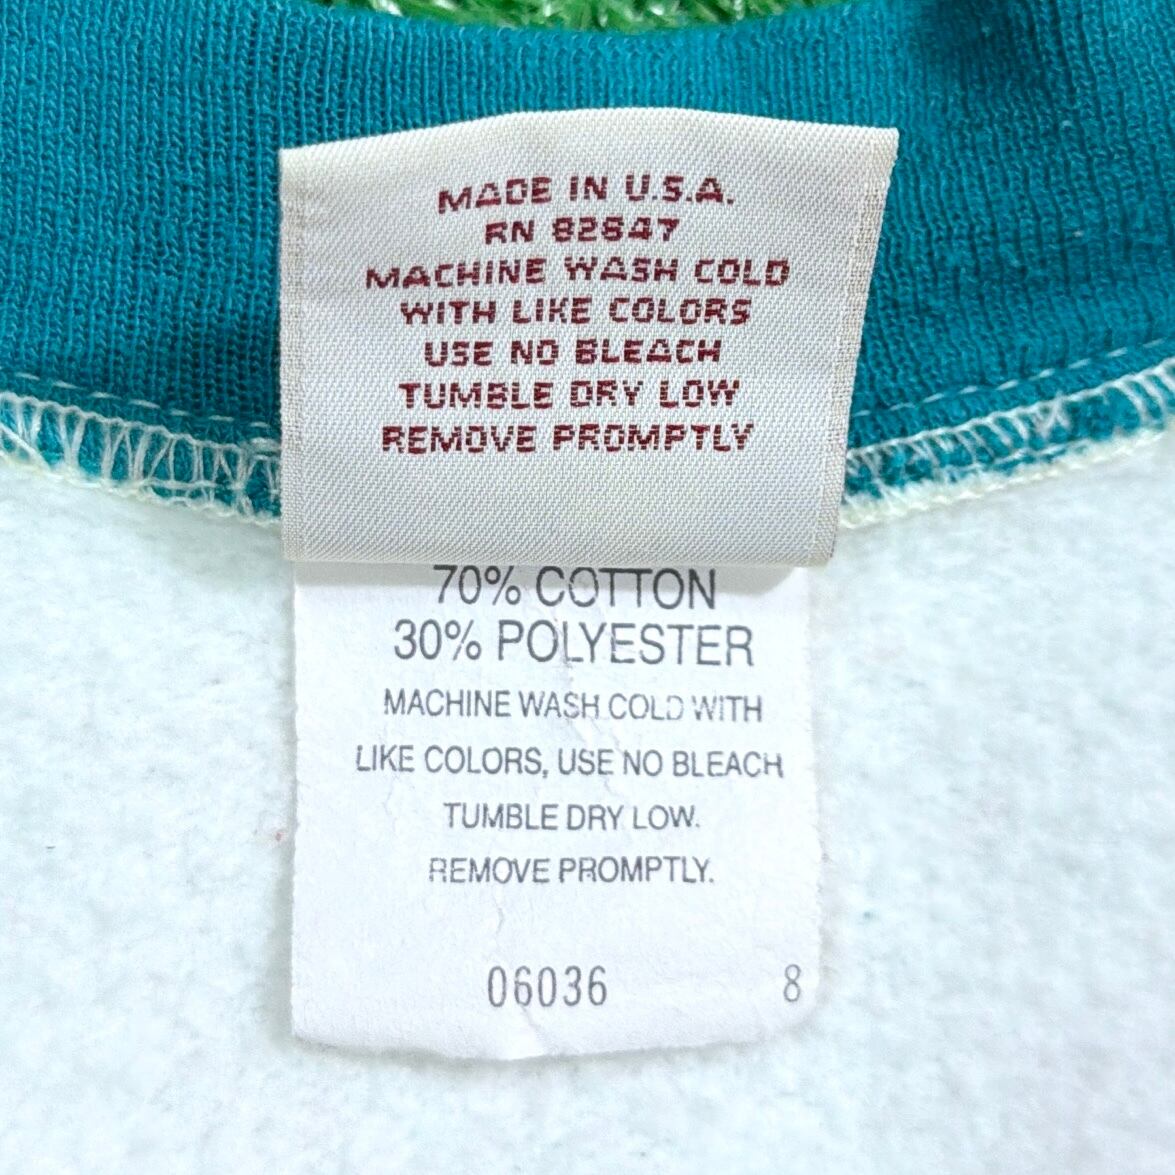 MADE IN U.S.A.
RN 82847
MACHINE WASH COLD
WITH LIKE COLORS
USE NO BLEACH
TUMBLE DRY LOW
REMOVE PROMPTLY
70% COTTON
30% POLYESTER
MACHINE WASH COLD WITH
LIKE COLORS, USE NO BLEACH
TUMBLE DRY LOW.
REMOVE PROMPTLY.
06036 8